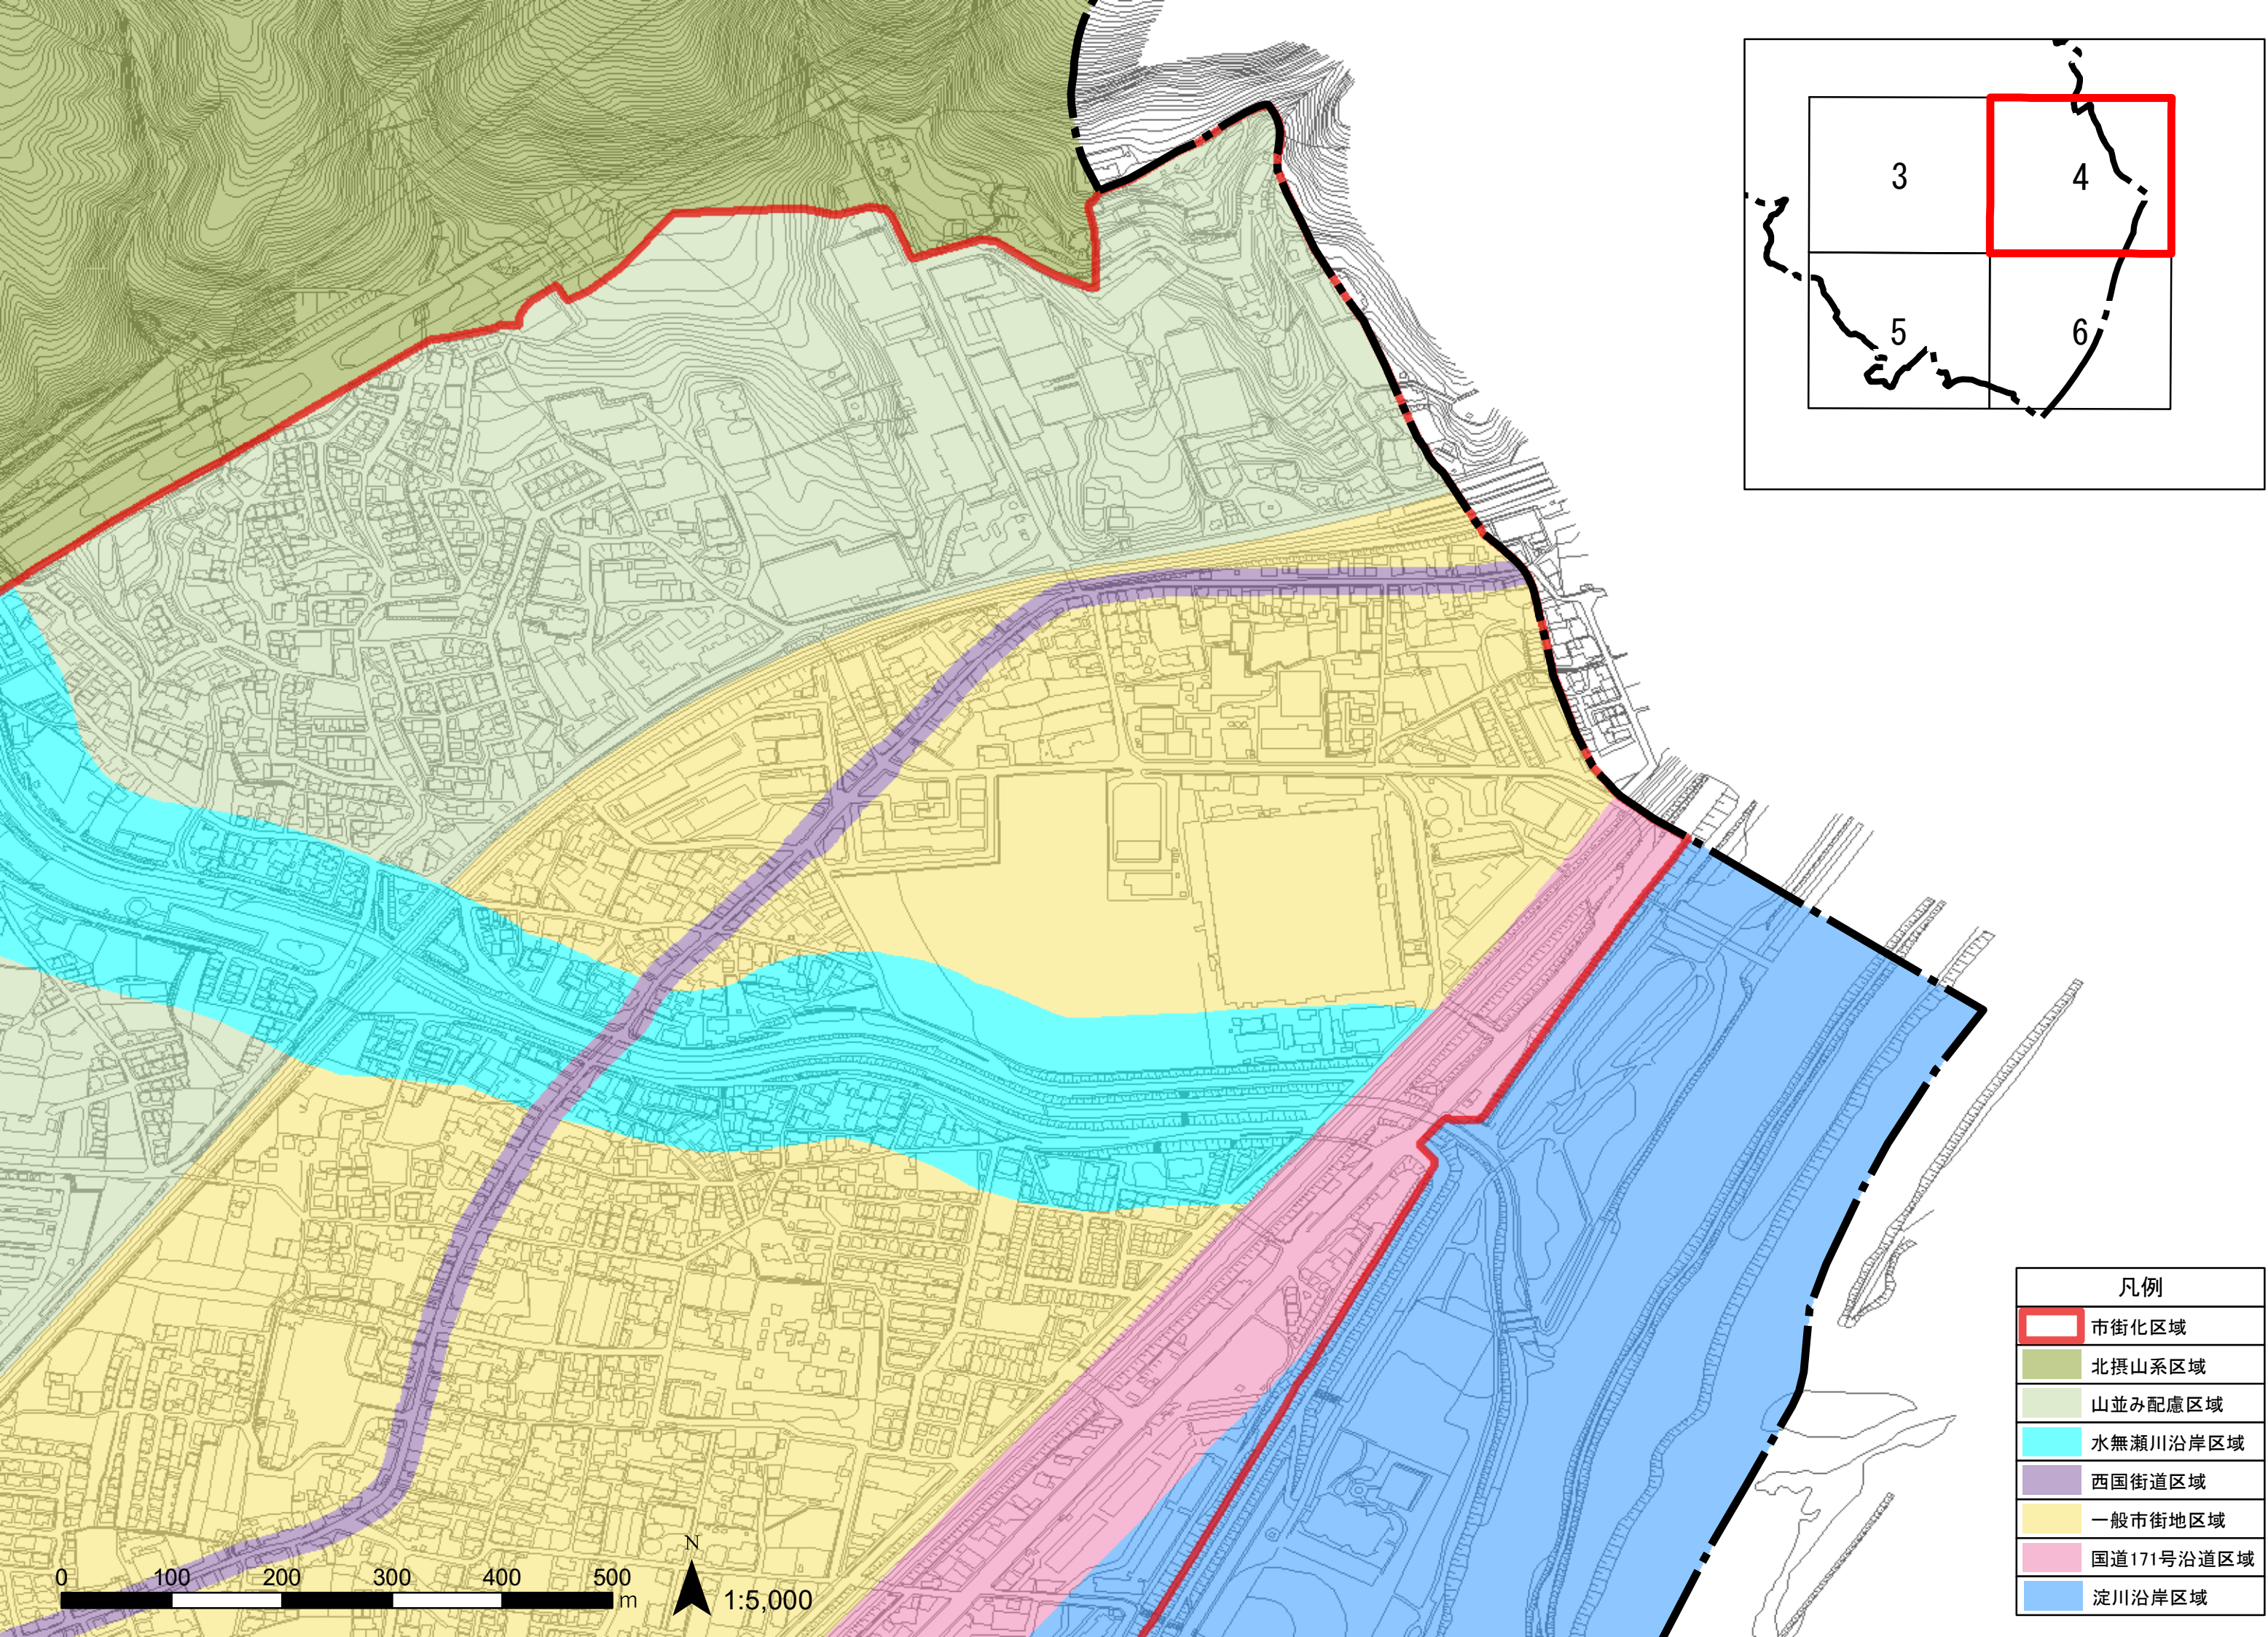 3
4
5
6
凡例
市街化区域
北摂山系区域
山並み配慮区域
水無瀬川沿岸区域
西国街道区域
一般市街地区域
国道171号沿道区域
淀川沿岸区域
0 100 200 300 400 500
m
N
1:5,000